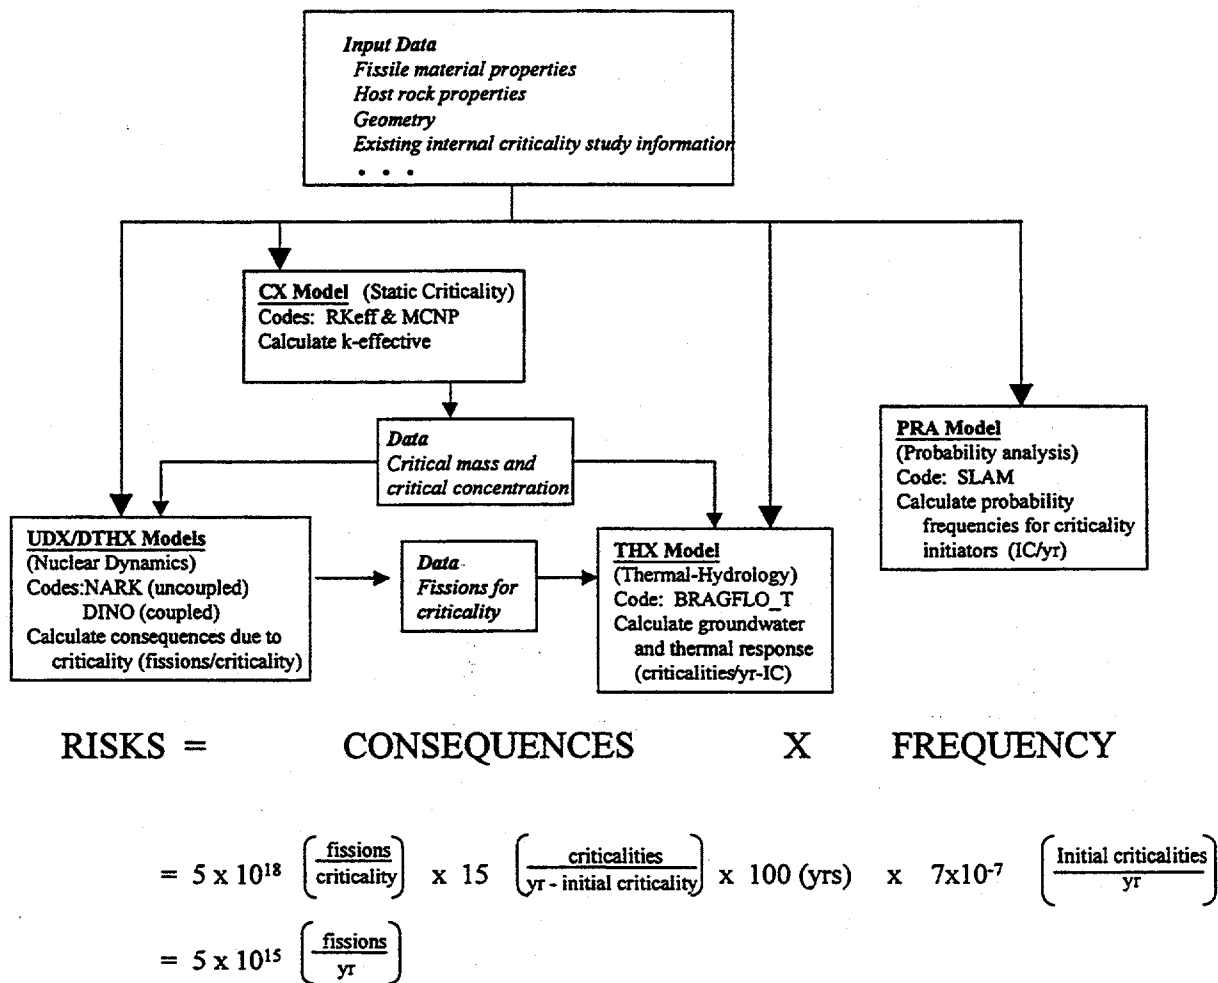 Input Data
Fissile material properties
Host rock properties
Geometry
Existing internal criticality study information
. . .
CX Model (Static Criticality)
Codes: RKeff & MCNP
Calculate k-effective
Data
Critical mass and
critical concentration
PRA Model
(Probability analysis)
Code: SLAM
Calculate probability
frequencies for criticality
initiators (IC/yr)
UDX/DTHX Models
(Nuclear Dynamics)
Codes:NARK (uncoupled)
DINO (coupled)
Calculate consequences due to
criticality (fissions/criticality)
Data
Fissions for
criticality
THX Model
(Thermal-Hydrology)
Code: BRAGFLO_T
Calculate groundwater
and thermal response
(criticalities/yr-IC)
RISKS = CONSEQUENCES X FREQUENCY
= 5 x 10¹⁸ (fissions/criticality) x 15 (criticalities/yr - initial criticality) x 100 (yrs) x 7x10⁻⁷ (Initial criticalities/yr)
= 5 x 10¹⁵ (fissions/yr)